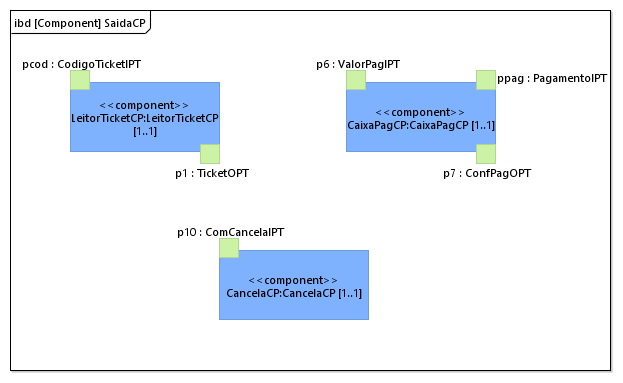 ibd [Component] SaidaCP
pcod : CodigoTicketIPT
<<component>>
LeitorTicketCP:LeitorTicketCP
[1..1]
p1 : TicketOPT
p6 : ValorPagIPT
ppag : PagamentoIPT
<<component>>
CaixaPagCP:CaixaPagCP [1..1]
p7 : ConfPagOPT
p10 : ComCancelaIPT
<<component>>
CancelaCP:CancelaCP [1..1]